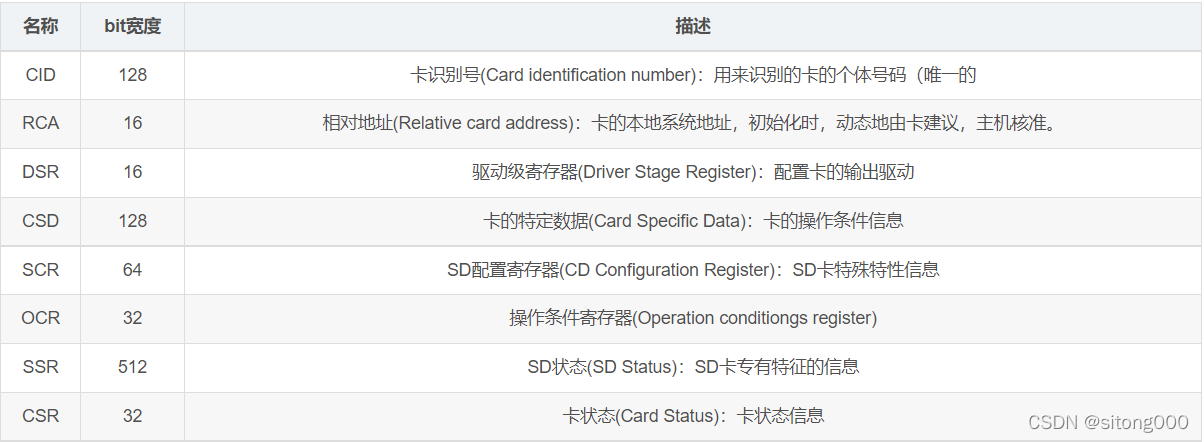 名称 bit宽度 描述
CID 128 卡识别号(Card identification number)：用来识别的卡的个体号码（唯一的
RCA 16 相对地址(Relative card address)：卡的本地系统地址，初始化时，动态地由卡建议，主机核准。
DSR 16 驱动级寄存器(Driver Stage Register)：配置卡的输出驱动
CSD 128 卡的特定数据(Card Specific Data)：卡的操作条件信息
SCR 64 SD配置寄存器(CD Configuration Register)：SD卡特殊特性信息
OCR 32 操作条件寄存器(Operation conditiongs register)
SSR 512 SD状态(SD Status)：SD卡专有特征的信息
CSR 32 卡状态(Card Status)：卡状态信息
CSDN @sitong000